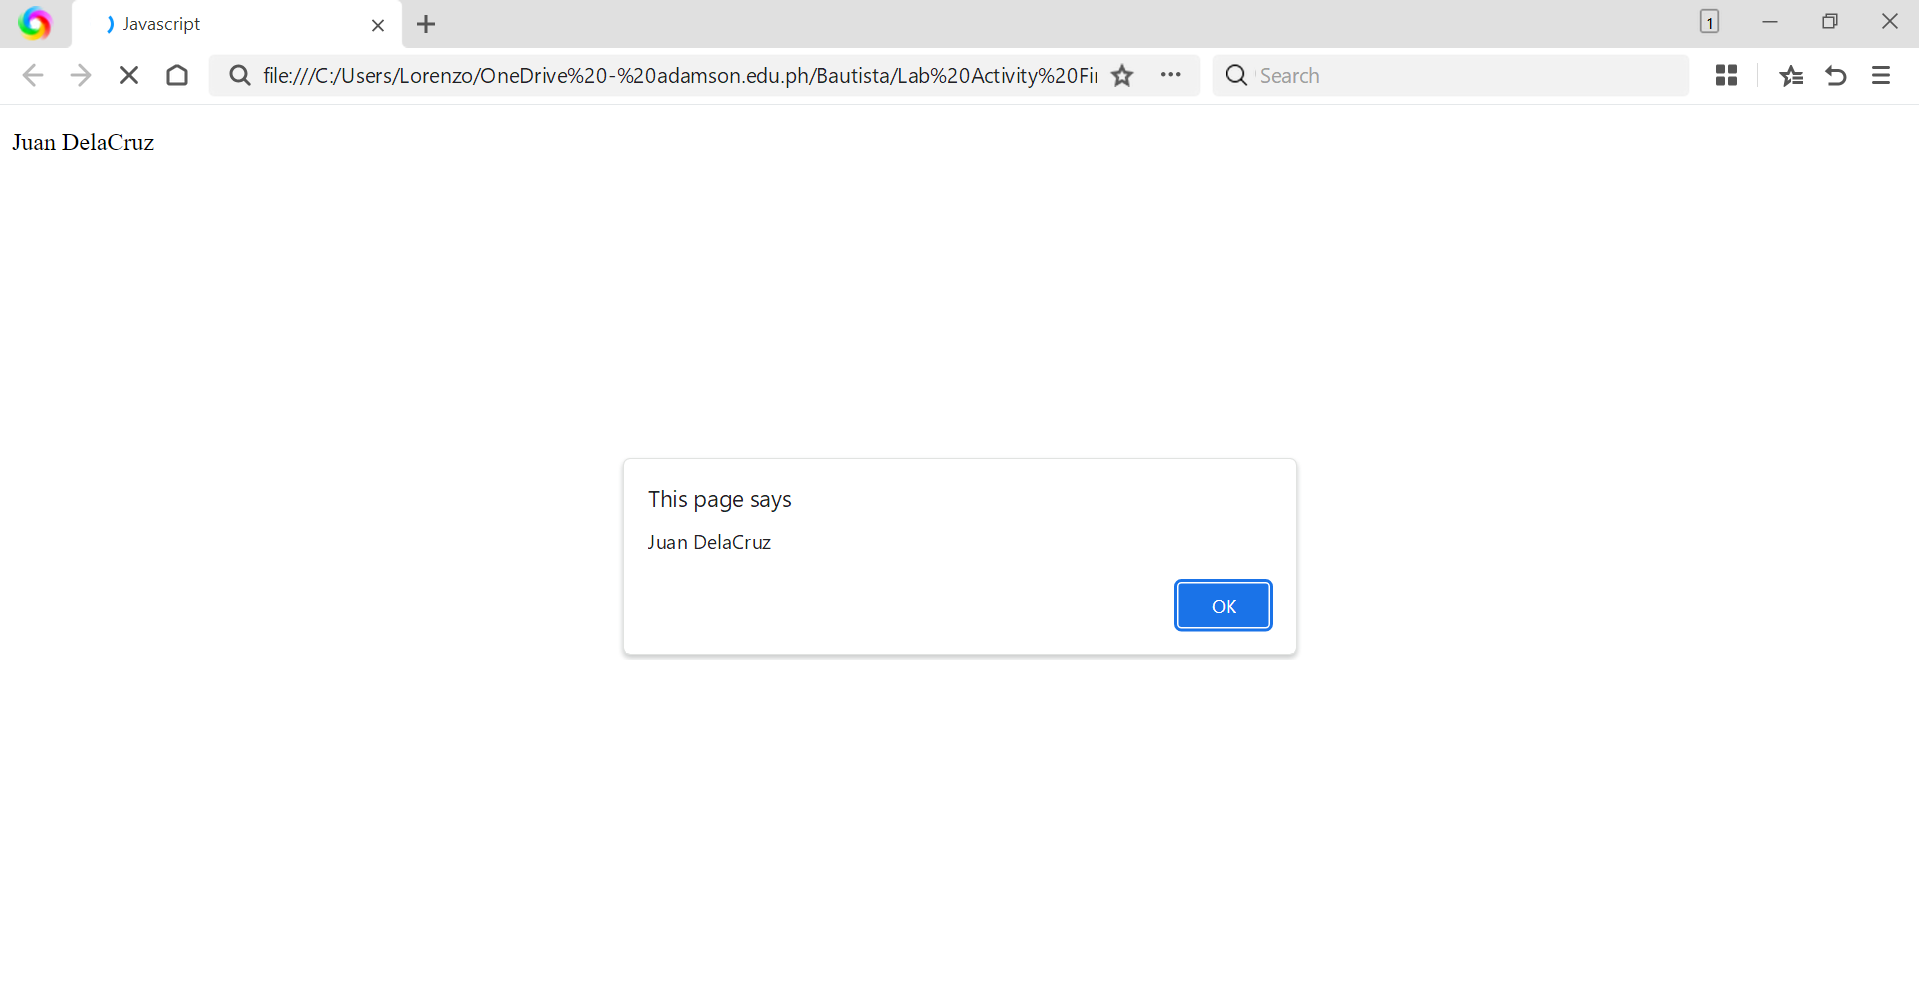 Javascript
1
file:///C:/Users/Lorenzo/OneDrive%20-%20adamson.edu.ph/Bautista/Lab%20Activity%20Fi
Search
Juan DelaCruz
This page says
Juan DelaCruz
OK